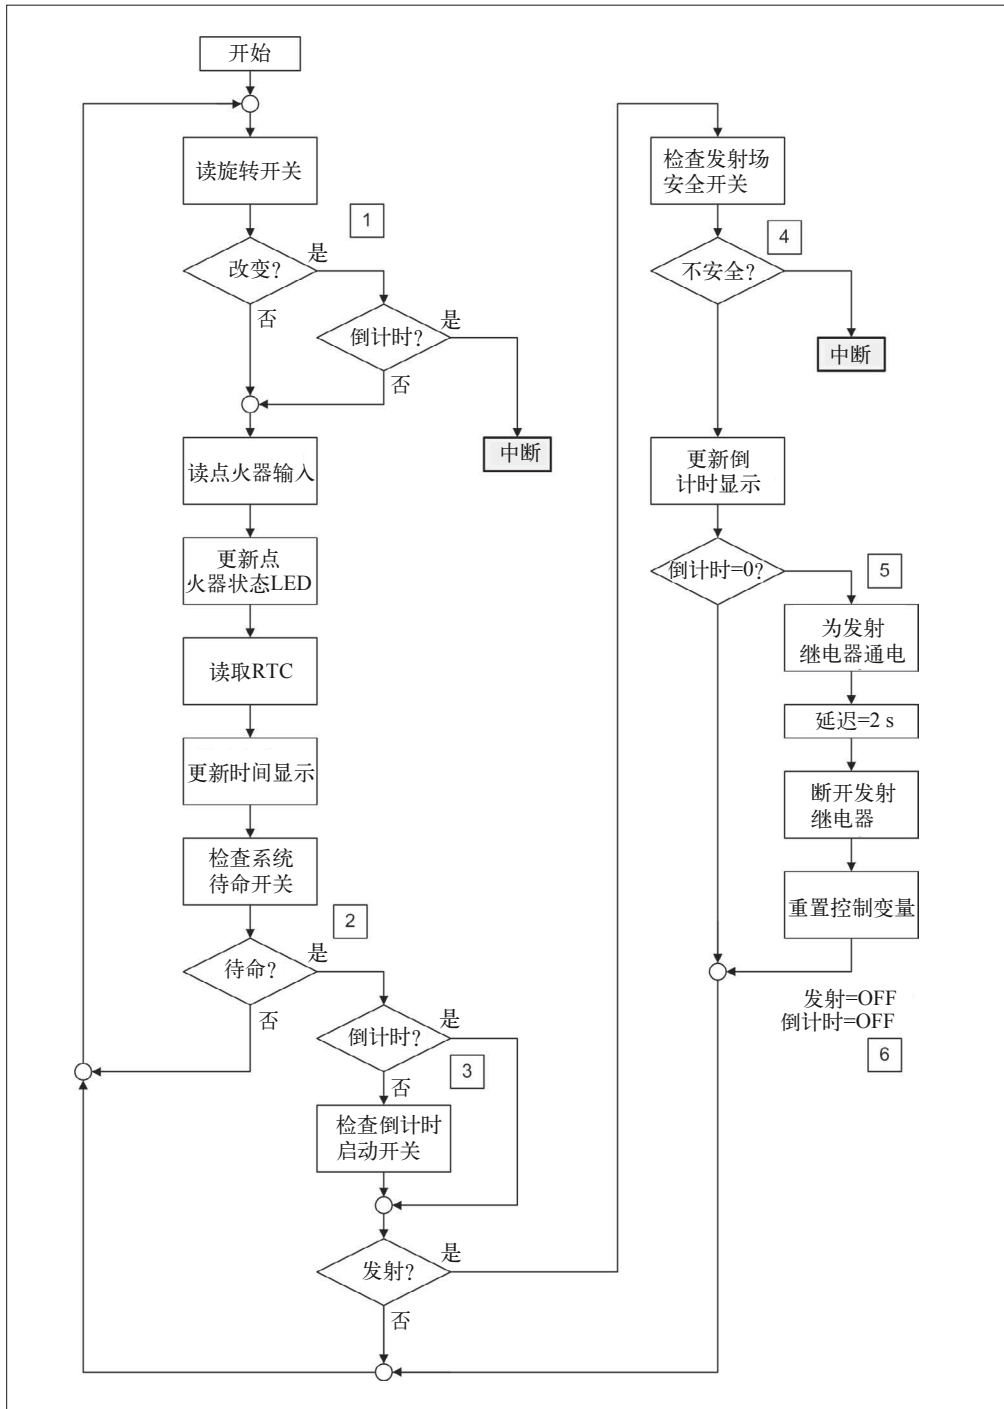 开始
读旋转开关
1
改变?
是
否
倒计时?
是
否
中断
读点火器输入
更新点
火器状态LED
读取RTC
更新时间显示
检查系统
待命开关
2
待命?
是
否
倒计时?
是
3
否
检查倒计时
启动开关
发射?
是
否
检查发射场
安全开关
4
不安全?
中断
更新倒
计时显示
倒计时=0?
5
为发射
继电器通电
延迟=2 s
断开发射
继电器
重置控制变量
发射=OFF
倒计时=OFF
6